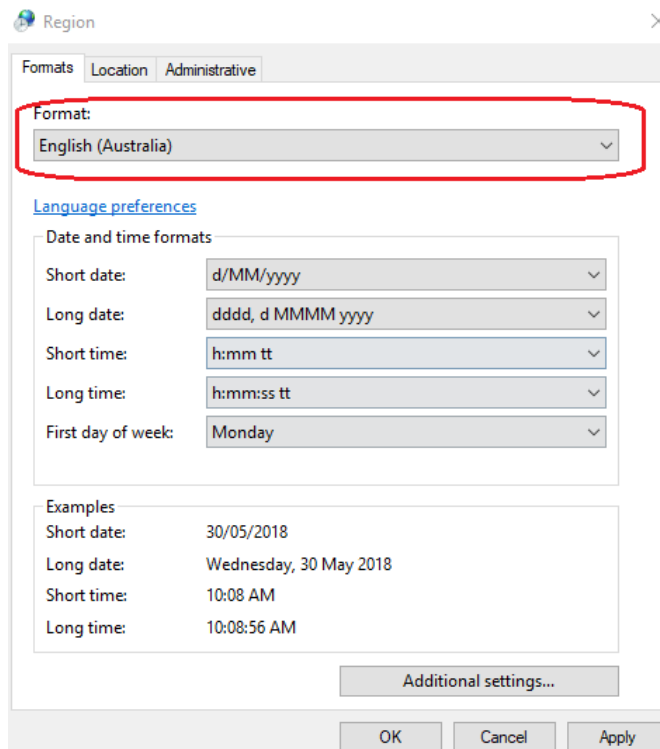 Region
Formats Location Administrative
Format:
English (Australia)
Language preferences
Date and time formats
Short date: d/MM/yyyy
Long date: dddd, d MMMM yyyy
Short time: h:mm tt
Long time: h:mm:ss tt
First day of week: Monday
Examples
Short date: 30/05/2018
Long date: Wednesday, 30 May 2018
Short time: 10:08 AM
Long time: 10:08:56 AM
Additional settings...
OK Cancel Apply